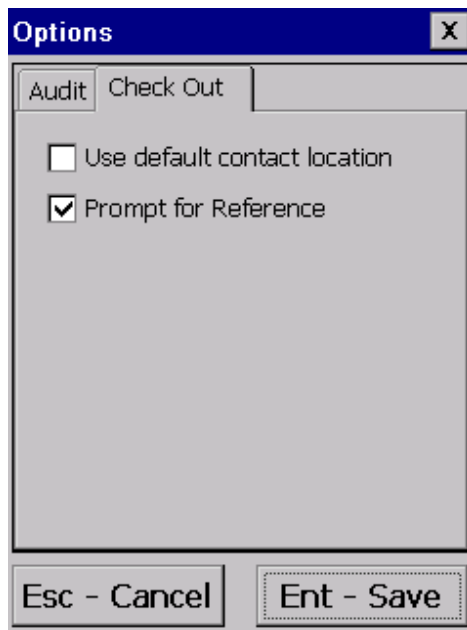 Options X
Audit Check Out
Use default contact location
Prompt for Reference
Esc - Cancel Ent - Save